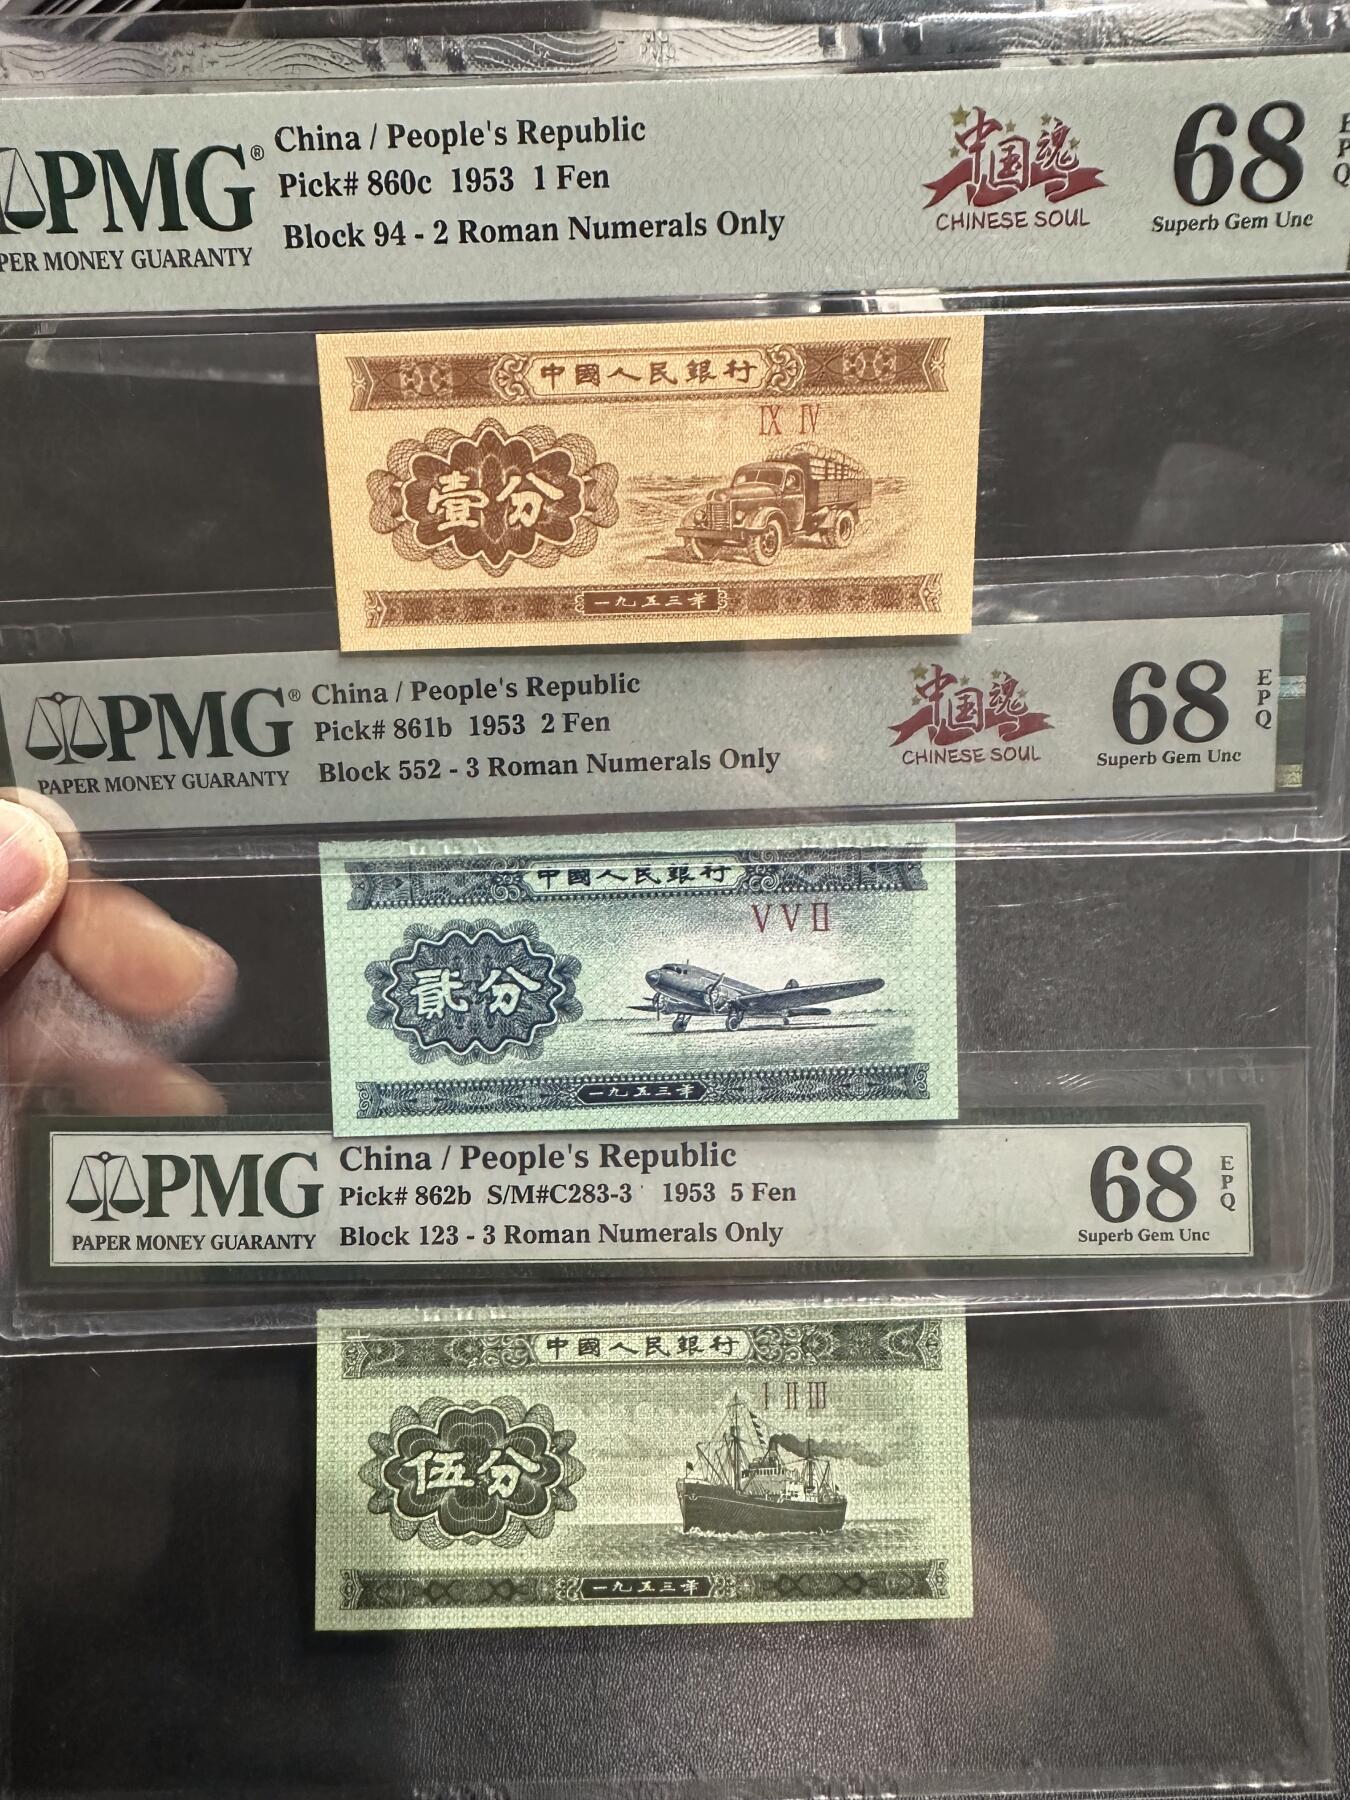 PMG®
PER MONEY GUARANTY
China / People's Republic
Pick# 860c 1953 1 Fen
Block 94 - 2 Roman Numerals Only
中国魂
CHINESE SOUL
68
EPQ
Superb Gem Unc
中國人民銀行
IX IV
壹分
一九五三年
PMG®
PAPER MONEY GUARANTY
China / People's Republic
Pick# 861b 1953 2 Fen
Block 552 - 3 Roman Numerals Only
中国魂
CHINESE SOUL
68
EPQ
Superb Gem Unc
中國人民銀行
V V II
貳分
一九五三年
PMG
PAPER MONEY GUARANTY
China / People's Republic
Pick# 862b S/M#C283-3 1953 5 Fen
Block 123 - 3 Roman Numerals Only
68
EPQ
Superb Gem Unc
中國人民銀行
I II III
伍分
一九五三年